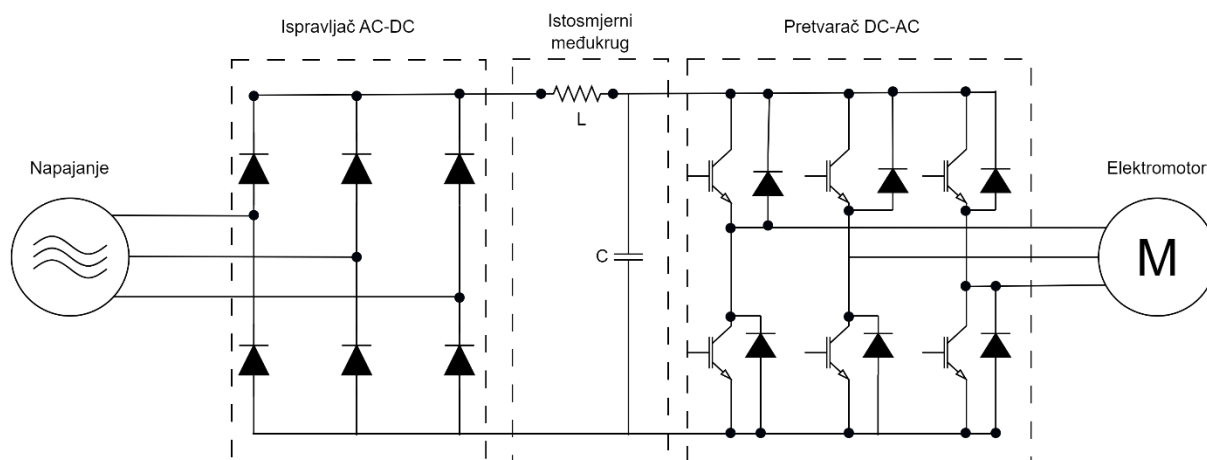 Ispravljač AC-DC
Istosmjerni
međukrug
Pretvarač DC-AC
Napajanje
L
C
Elektromotor
M